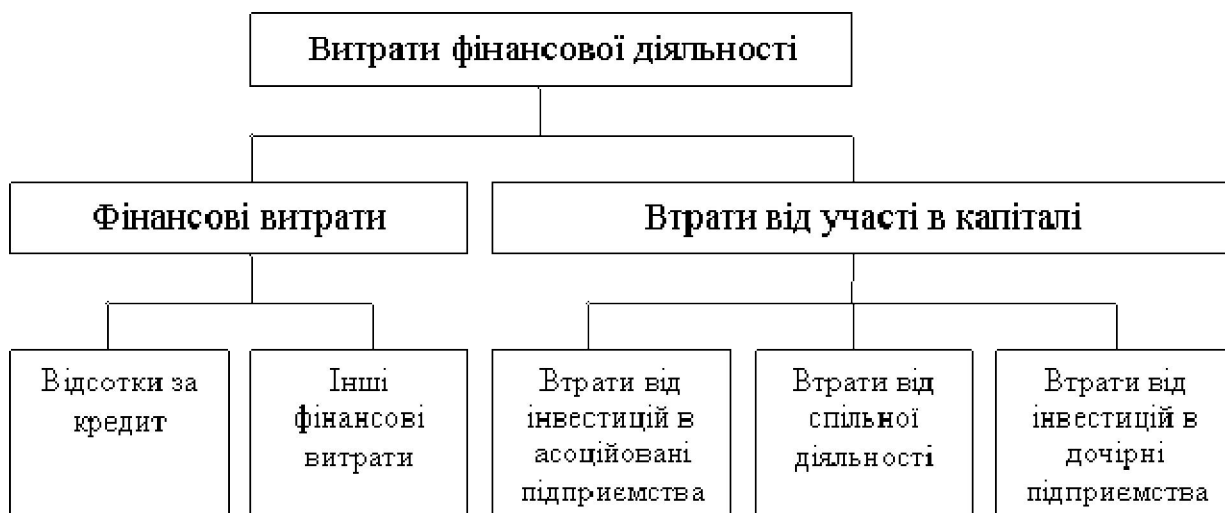 Витрати фінансової діяльності
Фінансові витрати
Втрати від участі в капіталі
Відсотки за
кредит
Інші
фінансові
витрати
Втрати від
інвестицій в
асоційовані
підприємства
Втрати від
спільної
діяльності
Втрати від
інвестицій в
дочірні
підприємства